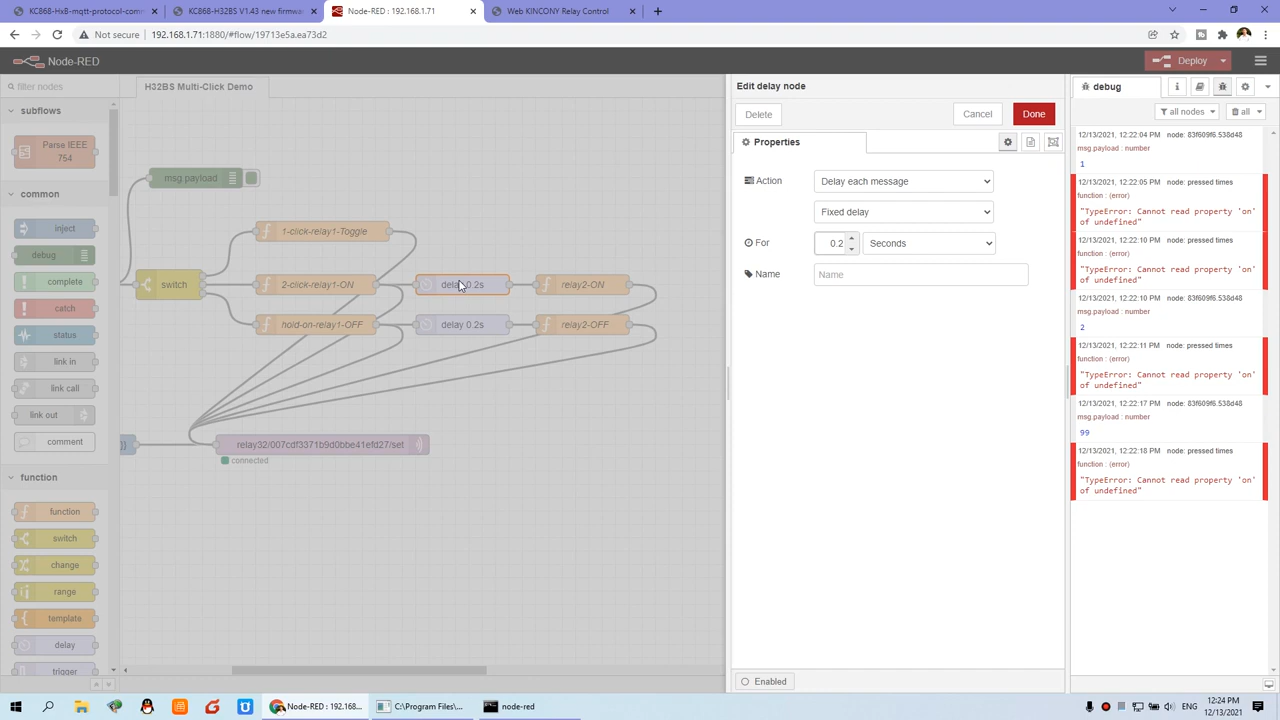 KC868-Hx8-mqtt-protocol-com
KC868-H32BS V1.43 new firmwar
Node-RED : 192.168.1.71
Web KINCONY Relay Control
Not secure
192.168.1.71:1880/#flow/19713e5a.ea73d2
Node-RED
Deploy
filter nodes
subflows
Parse IEEE 754
common
inject
debug
complete
catch
status
link in
link call
link out
comment
function
function
switch
change
range
template
delay
trigger
H32BS Multi-Click Demo
msg.payload
1-click-relay1-Toggle
switch
2-click-relay1-ON
delay 0.2s
relay2-ON
hold-on-relay1-OFF
delay 0.2s
relay2-OFF
relay32/007cdf3371b9d0bbe41efd27/set
connected
Edit delay node
Delete
Cancel
Done
Properties
Action
Delay each message
Fixed delay
For
0.2
Seconds
Name
Name
Enabled
debug
all nodes
all
12/13/2021, 12:22:04 PM node: 83f609f6.538d48
msg.payload : number
1
12/13/2021, 12:22:05 PM node: pressed times
function : (error)
"TypeError: Cannot read property 'on'
of undefined"
12/13/2021, 12:22:10 PM node: pressed times
function : (error)
"TypeError: Cannot read property 'on'
of undefined"
12/13/2021, 12:22:10 PM node: 83f609f6.538d48
msg.payload : number
2
12/13/2021, 12:22:11 PM node: pressed times
function : (error)
"TypeError: Cannot read property 'on'
of undefined"
12/13/2021, 12:22:17 PM node: 83f609f6.538d48
msg.payload : number
99
12/13/2021, 12:22:18 PM node: pressed times
function : (error)
"TypeError: Cannot read property 'on'
of undefined"
Node-RED : 192.168...
C:\Program Files\...
node-red
ENG
12:24 PM
12/13/2021